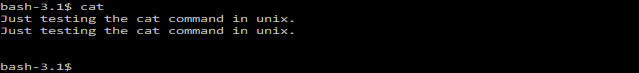 bash-3.1$ cat
Just testing the cat command in unix.
Just testing the cat command in unix.
bash-3.1$